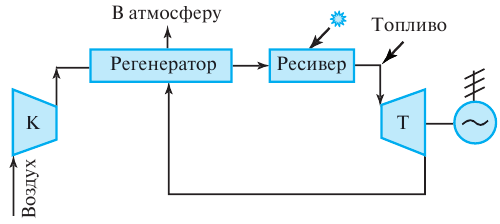 В атмосферу
Топливо
Регенератор
Ресивер
К
Т
Воздух